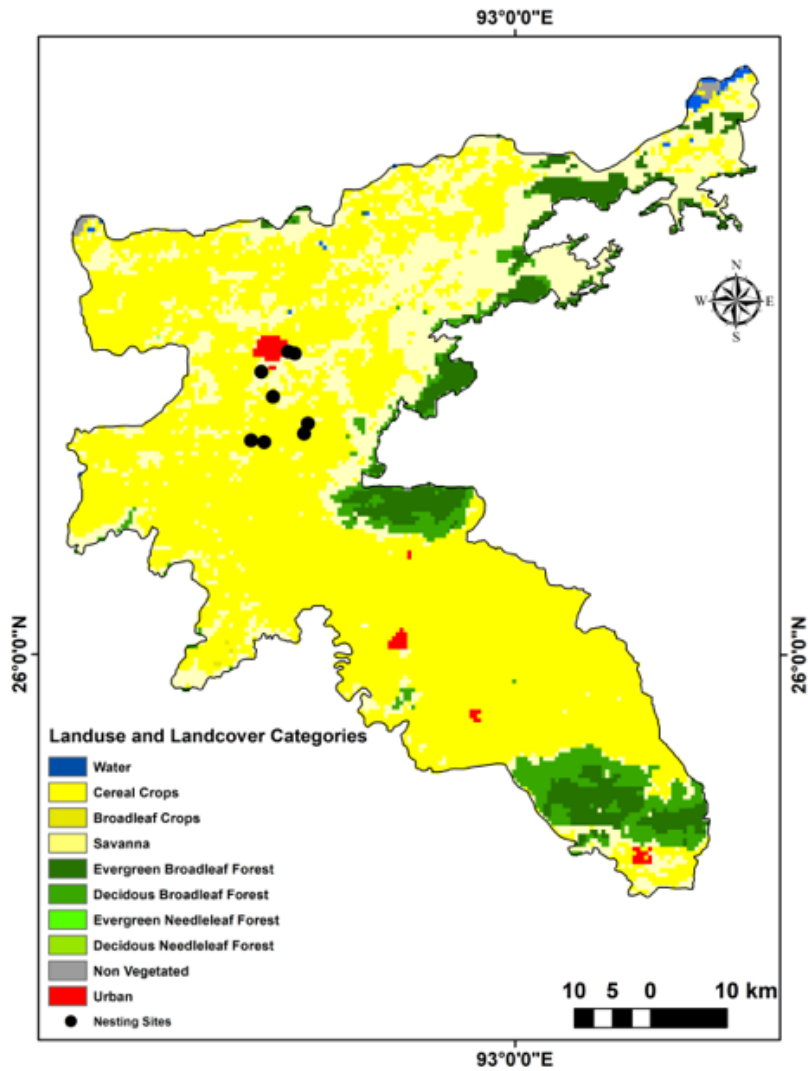 93°0'0"E
N
W E
S
26°0'0"N
26°0'0"N
Landuse and Landcover Categories
Water
Cereal Crops
Broadleaf Crops
Savanna
Evergreen Broadleaf Forest
Decidous Broadleaf Forest
Evergreen Needleleaf Forest
Decidous Needleleaf Forest
Non Vegetated
Urban
Nesting Sites
10 5 0 10 km
93°0'0"E